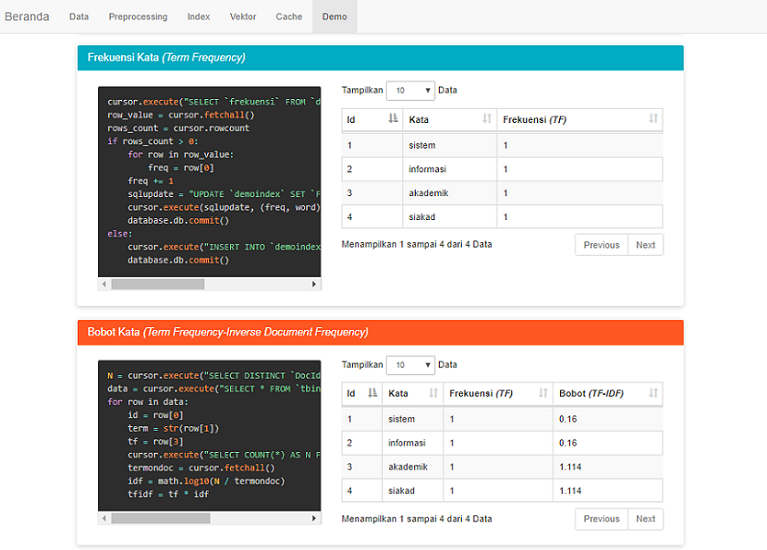 Beranda Data Preprocessing Index Vektor Cache Demo
Frekuensi Kata (Term Frequency)
cursor.execute("SELECT `frekuensi` FROM `d
row_value = cursor.fetchall()
rows_count = cursor.rowcount
if rows_count > 0:
    for row in row_value:
        freq = row[0]
    freq += 1
    sqlupdate = "UPDATE `demoindex` SET `F
    cursor.execute(sqlupdate, (freq, word)
    database.db.commit()
else:
    cursor.execute("INSERT INTO `demoindex
    database.db.commit()
Tampilkan 10 Data
Id Kata Frekuensi (TF)
1 sistem 1
2 informasi 1
3 akademik 1
4 siakad 1
Menampilkan 1 sampai 4 dari 4 Data
Previous Next
Bobot Kata (Term Frequency-Inverse Document Frequency)
N = cursor.execute("SELECT DISTINCT `DocId
data = cursor.execute("SELECT * FROM `tbin
for row in data:
    id = row[0]
    term = str(row[1])
    tf = row[3]
    cursor.execute("SELECT COUNT(*) AS N F
    termondoc = cursor.fetchall()
    idf = math.log10(N / termondoc)
    tfidf = tf * idf
Tampilkan 10 Data
Id Kata Frekuensi (TF) Bobot (TF-IDF)
1 sistem 1 0.16
2 informasi 1 0.16
3 akademik 1 1.114
4 siakad 1 1.114
Menampilkan 1 sampai 4 dari 4 Data
Previous Next